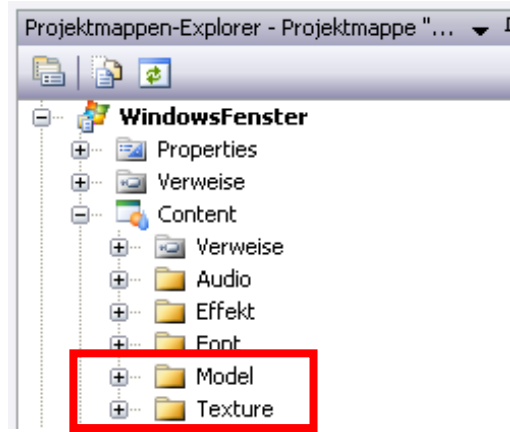 Projektmappen-Explorer - Projektmappe "...
WindowsFenster
Properties
Verweise
Content
Verweise
Audio
Effekt
Font
Model
Texture